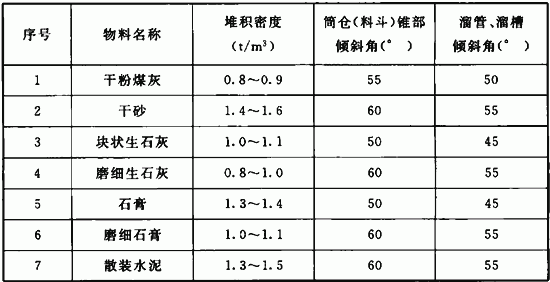 序号 物料名称 堆积密度(t/m³) 筒仓(料斗)锥部倾斜角(°) 溜管、溜槽倾斜角(°)
1 干粉煤灰 0.8~0.9 55 50
2 干砂 1.4~1.6 60 55
3 块状生石灰 1.0~1.1 50 45
4 磨细生石灰 0.8~1.0 60 55
5 石膏 1.3~1.4 50 45
6 磨细石膏 1.0~1.1 60 55
7 散装水泥 1.3~1.5 60 55